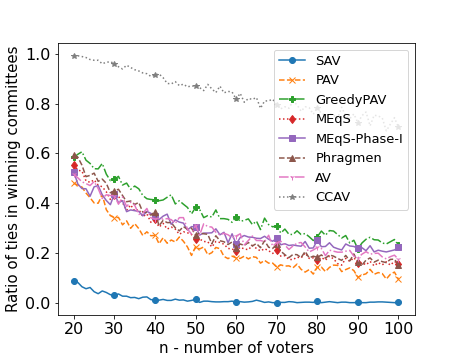 Ratio of ties in winning committees
1.0
0.8
0.6
0.4
0.2
0.0
SAV
PAV
GreedyPAV
MEqS
MEqS-Phase-I
Phragmen
AV
CCAV
20 30 40 50 60 70 80 90 100
n - number of voters